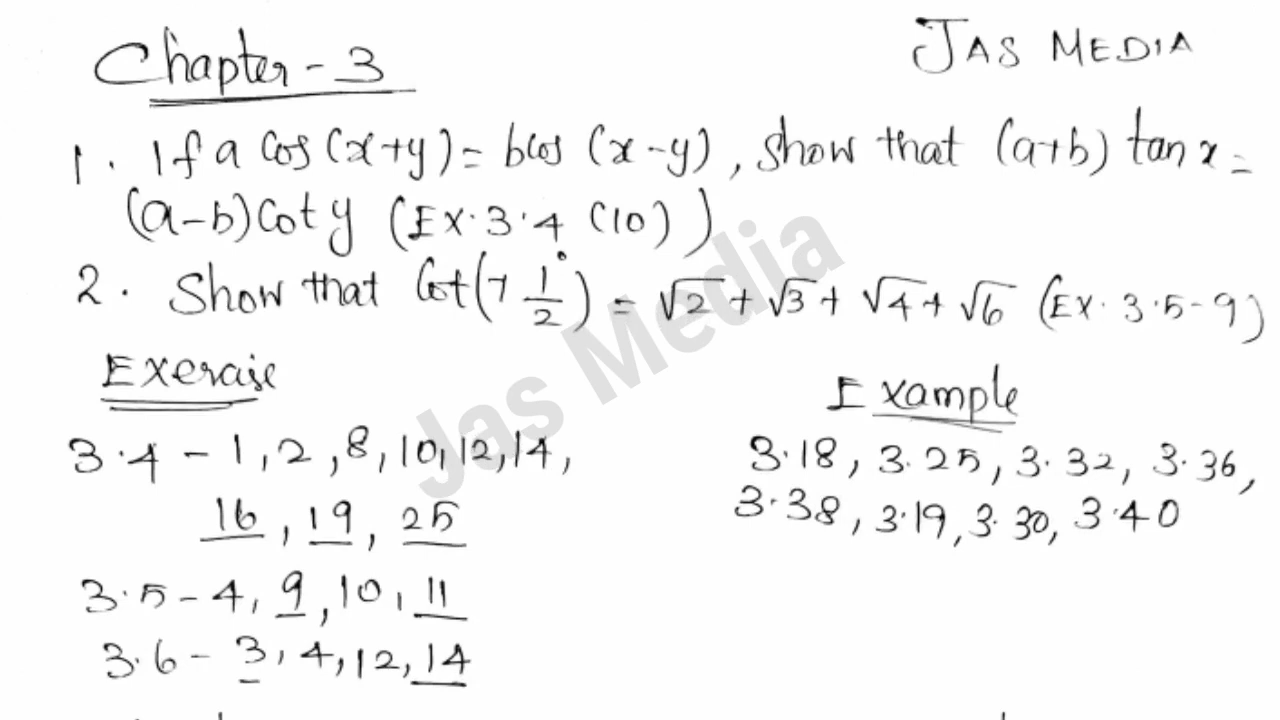 Chapter - 3
JAS MEDIA
1. If a cos (x+y) = bcos (x-y), show that (a+b) tan x =
(a-b) cot y (EX.3.4 (10))
2. Show that Cot(7 1/2°) = √2 + √3 + √4 + √6 (EX. 3.5-9)
Exercise
3.4 - 1, 2, 8, 10, 12, 14,
16, 19, 25
3.5 - 4, 9, 10, 11
3.6 - 3, 4, 12, 14
Example
3.18, 3.25, 3.32, 3.36,
3.38, 3.19, 3.30, 3.40
Jas Media